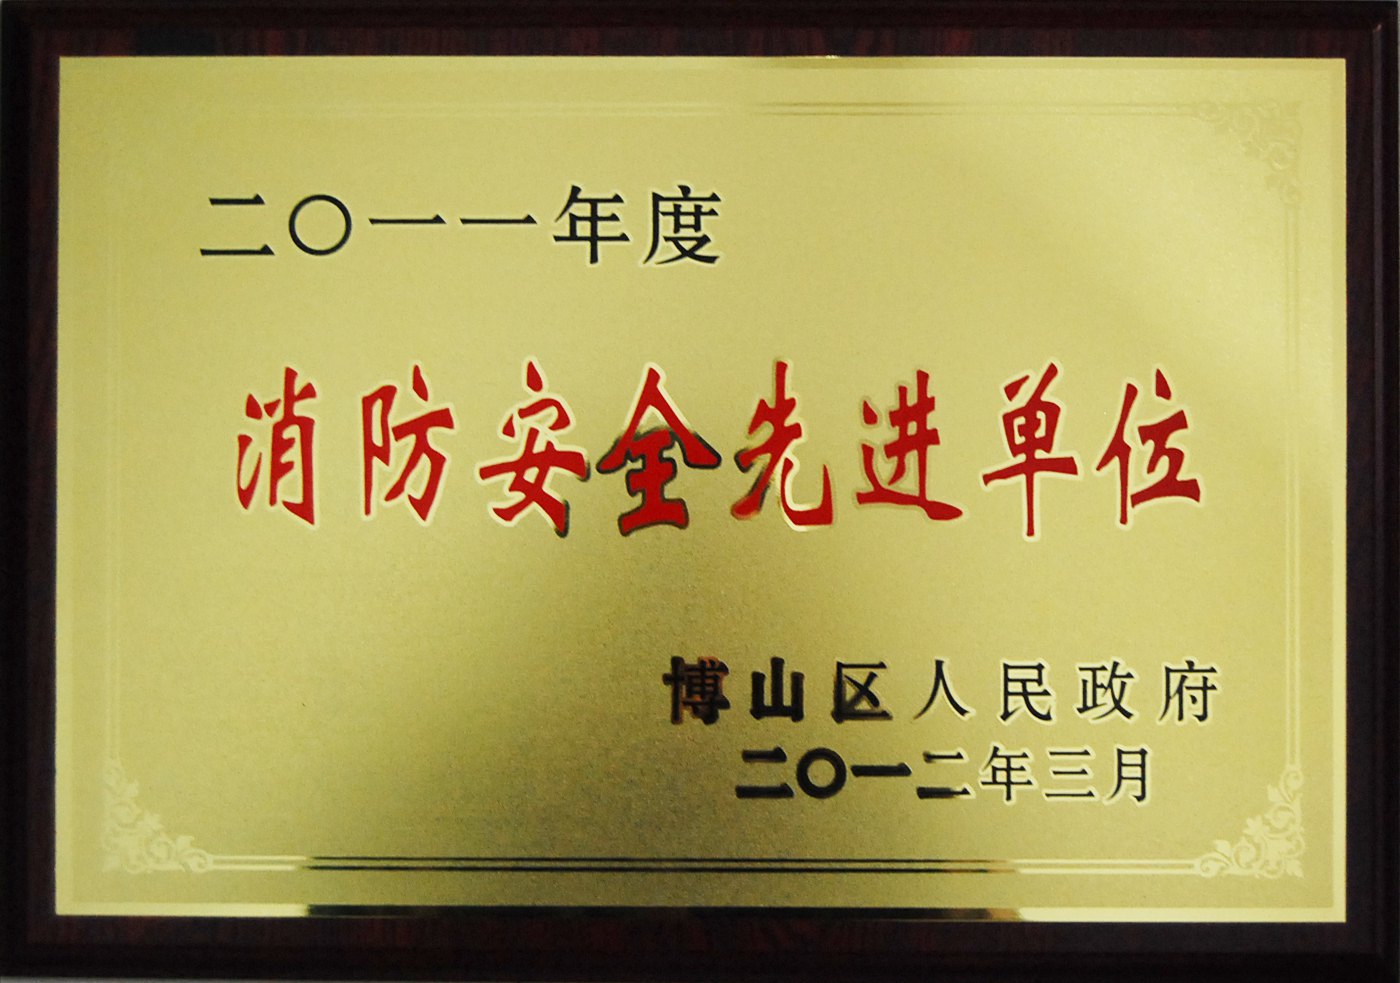 二〇一一年度
消防安全先进单位
博山区人民政府
二〇一二年三月